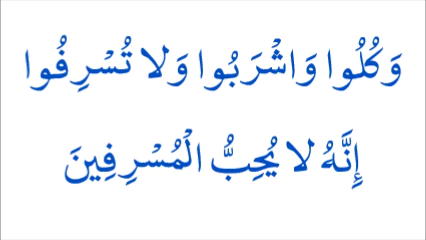 وَكُلُوا وَاشْرَبُوا وَلا تُسْرِفُوا
إِنَّهُ لا يُحِبُّ الْمُسْرِفِينَ